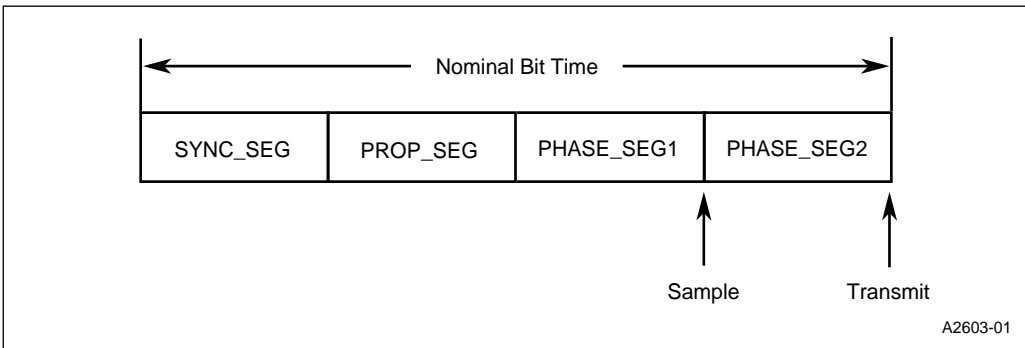 Nominal Bit Time
SYNC_SEG PROP_SEG PHASE_SEG1 PHASE_SEG2
Sample Transmit
A2603-01